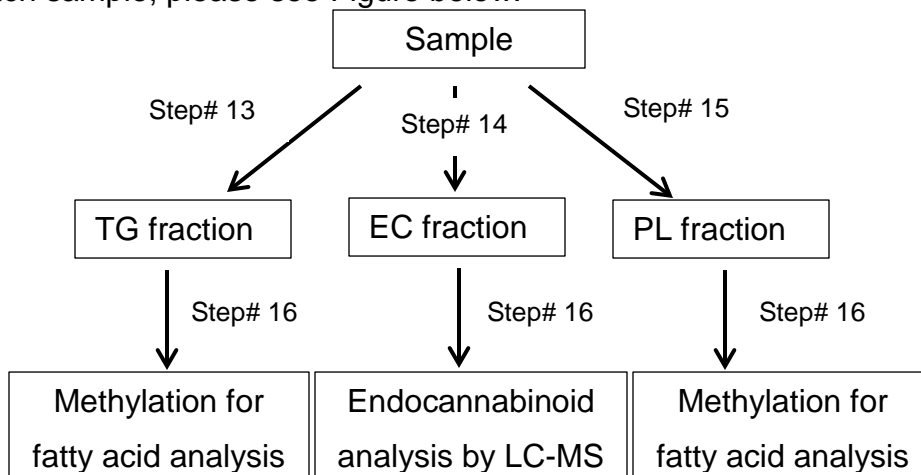 Sample
Step# 13
Step# 14
Step# 15
TG fraction
EC fraction
PL fraction
Step# 16
Step# 16
Step# 16
Methylation for
fatty acid analysis
Endocannabinoid
analysis by LC-MS
Methylation for
fatty acid analysis